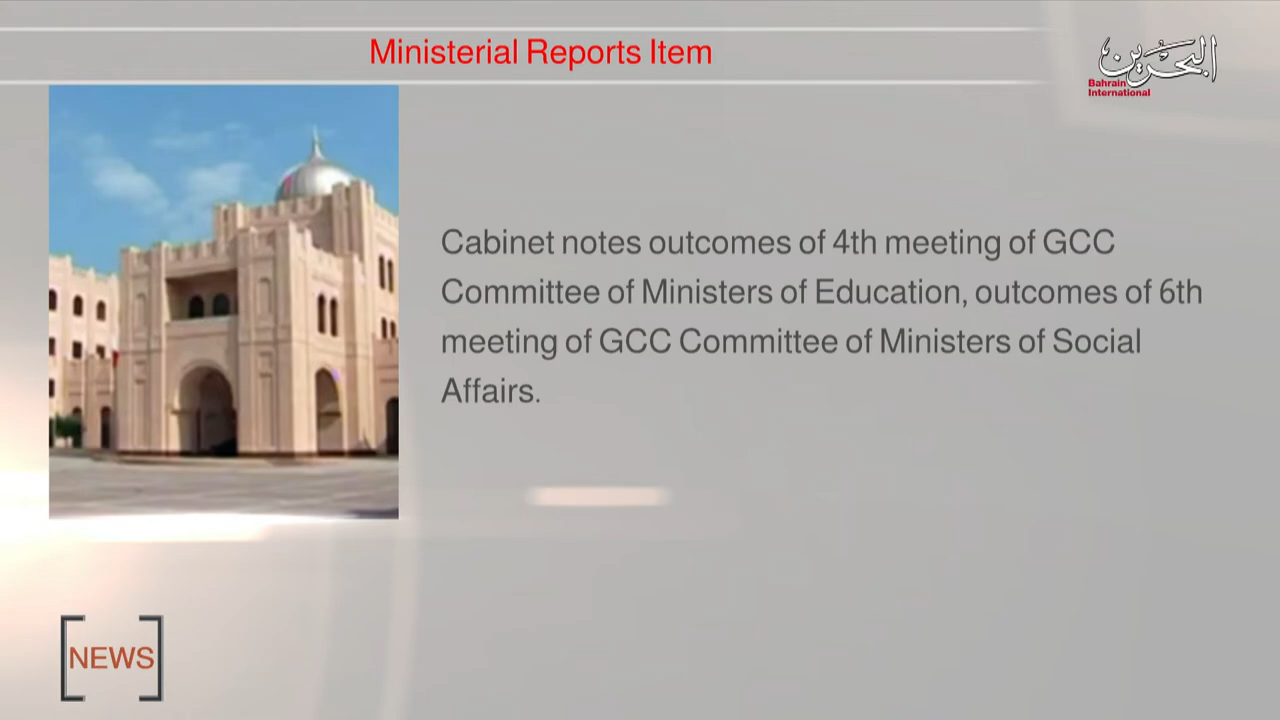 Ministerial Reports Item
البحرين
Bahrain
International
Cabinet notes outcomes of 4th meeting of GCC
Committee of Ministers of Education, outcomes of 6th
meeting of GCC Committee of Ministers of Social
Affairs.
NEWS